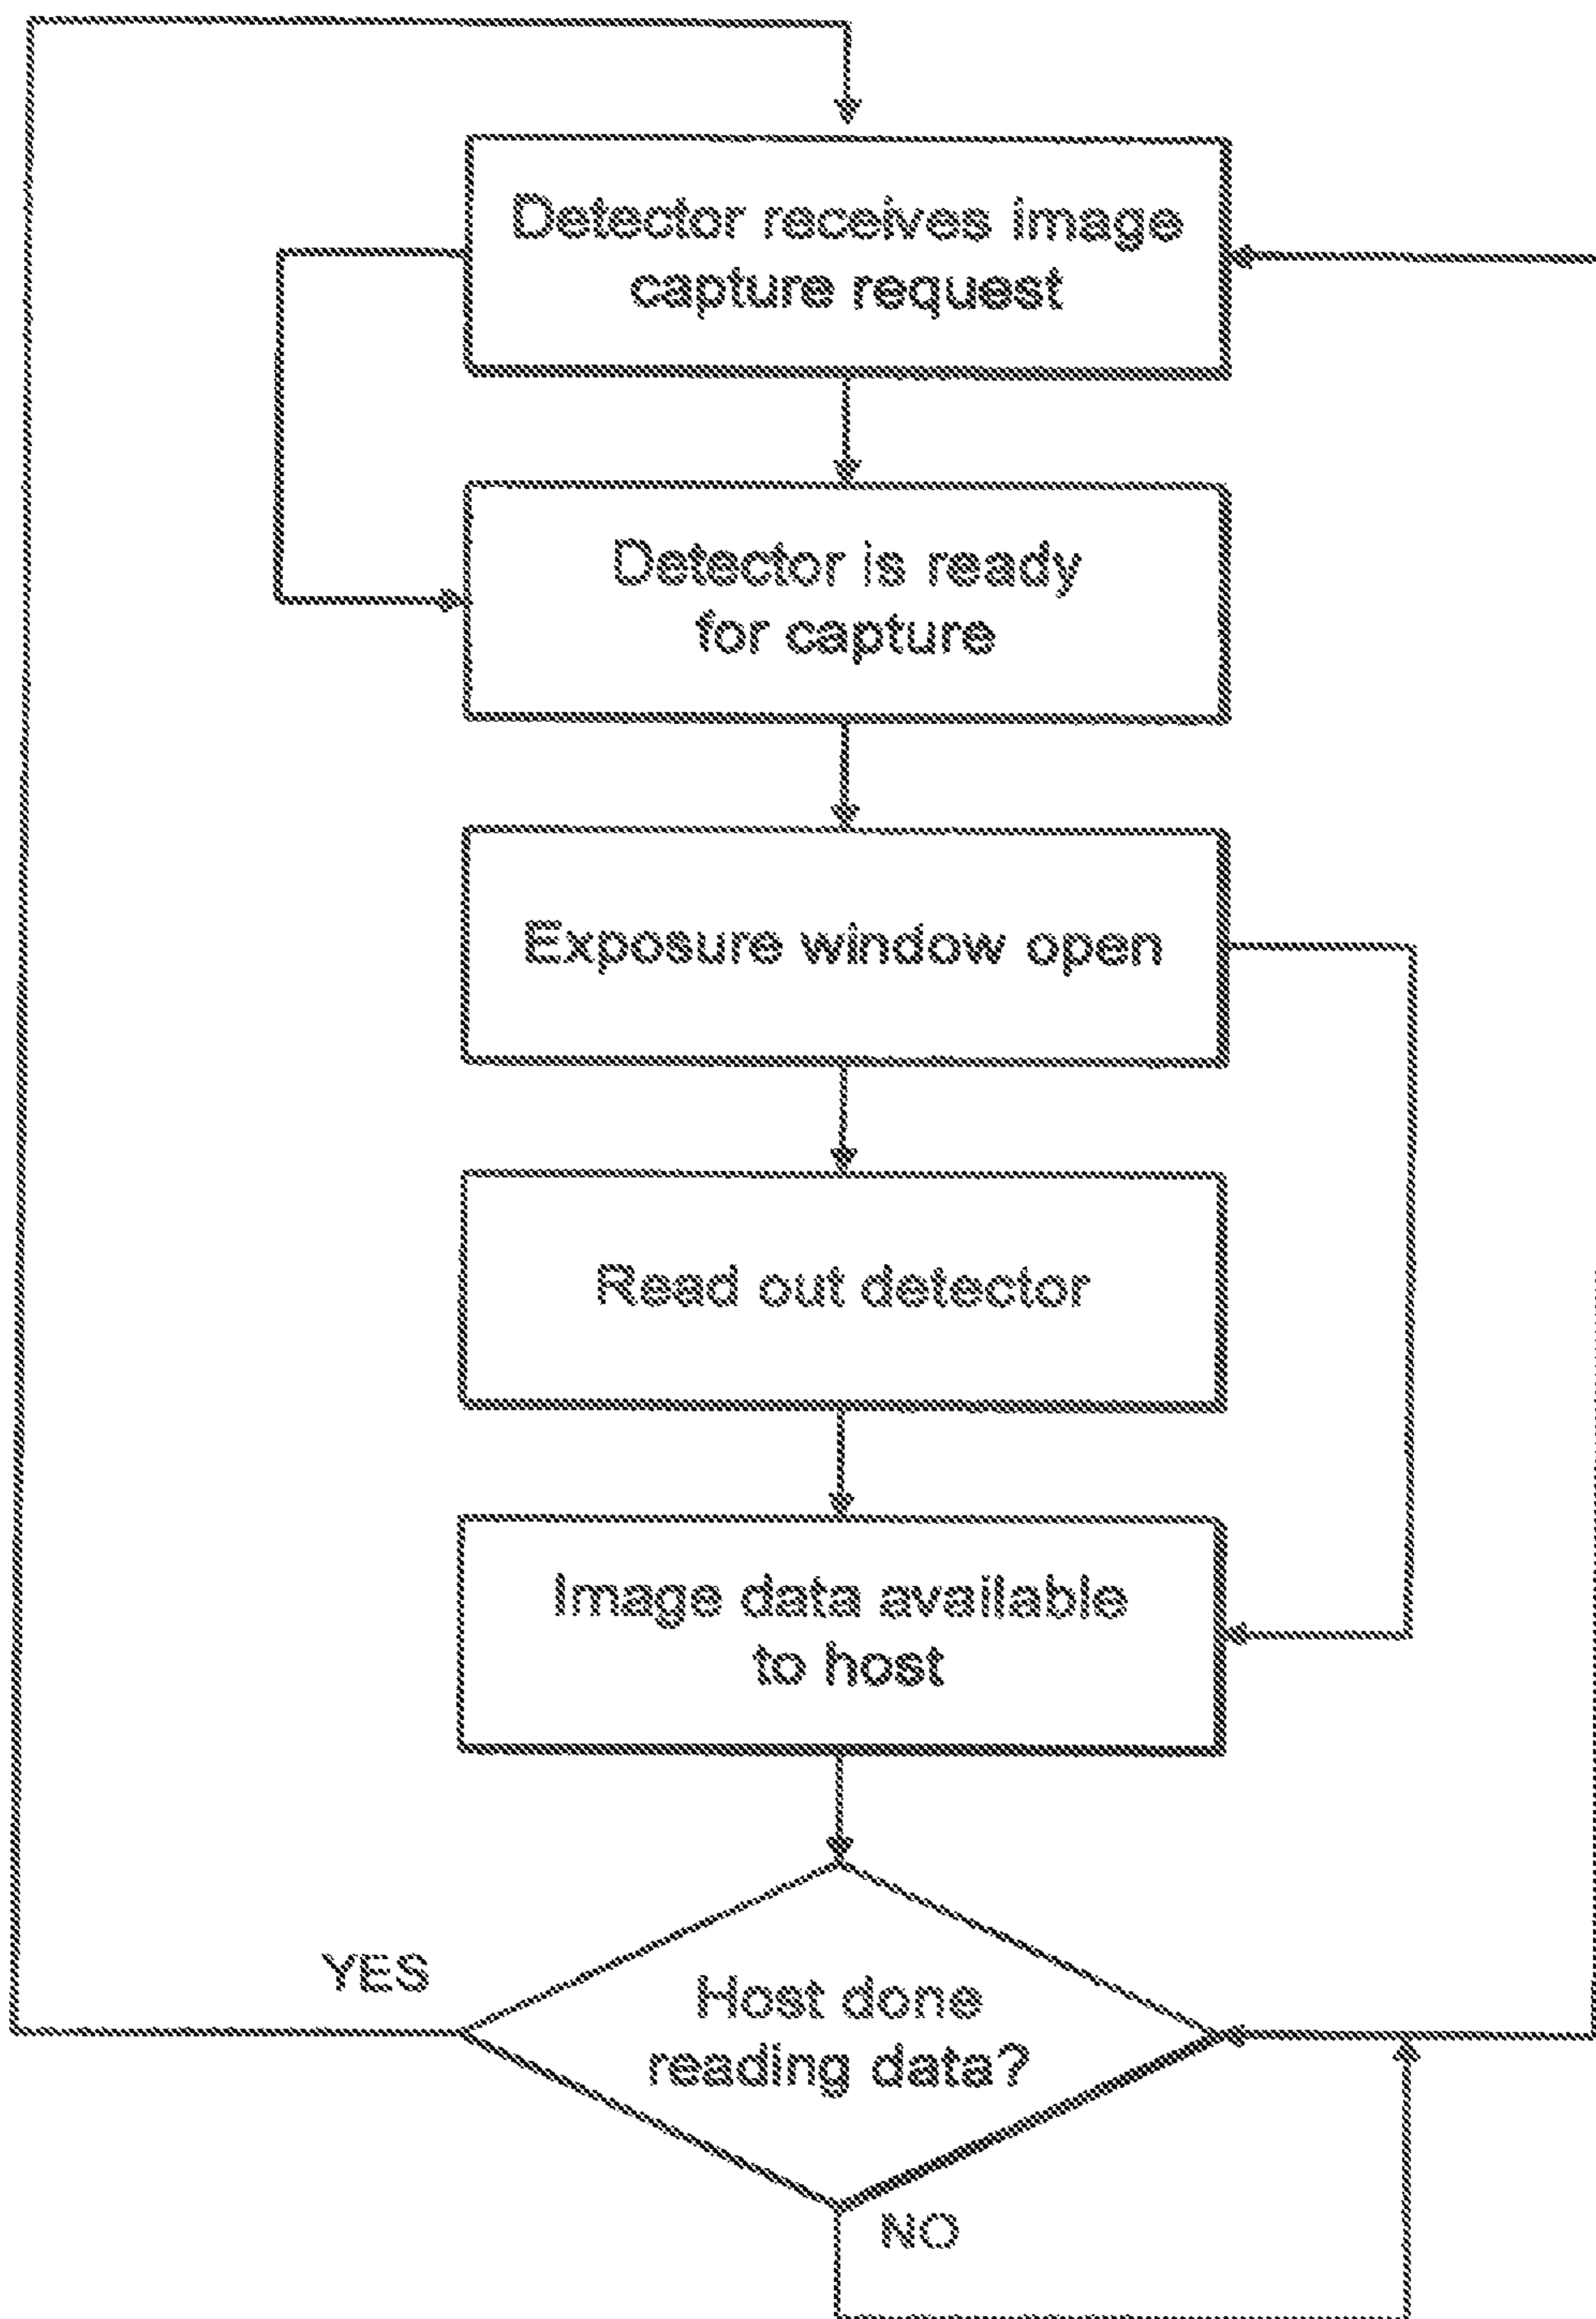 Detector receives image
capture request
Detector is ready
for capture
Exposure window open
Read out detector
Image data available
to host
YES
Host done
reading data?
NO